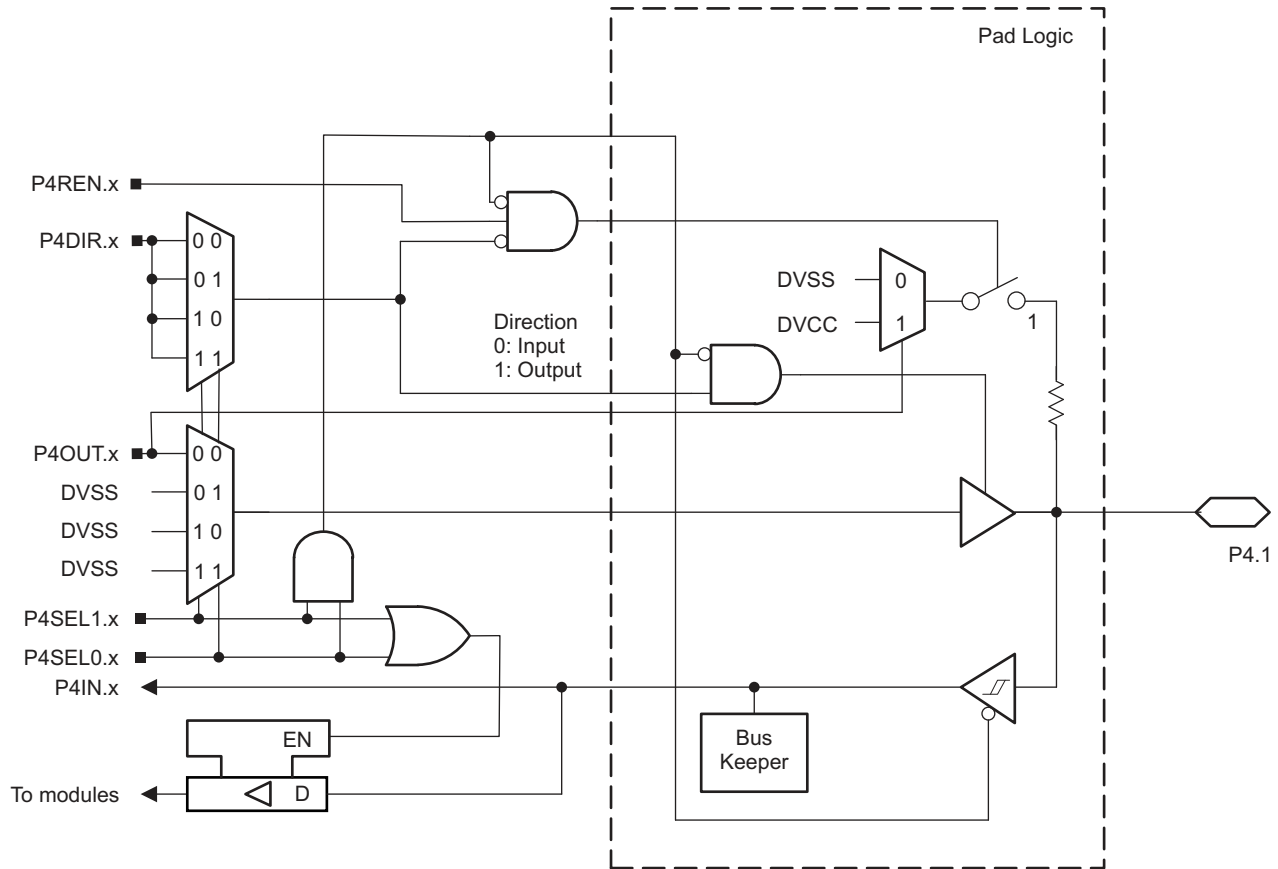 Pad Logic
P4REN.x
P4DIR.x
0 0
0 1
1 0
1 1
Direction
0: Input
1: Output
DVSS
0
DVCC
1
1
P4OUT.x
0 0
DVSS
0 1
DVSS
1 0
DVSS
1 1
P4.1
P4SEL1.x
P4SEL0.x
P4IN.x
Bus
Keeper
EN
To modules
D